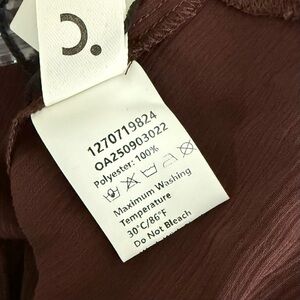 C.
1270719824
OA250903022
Polyester: 100%
Maximum Washing
Temperature
30°C/86°F
Do Not Bleach